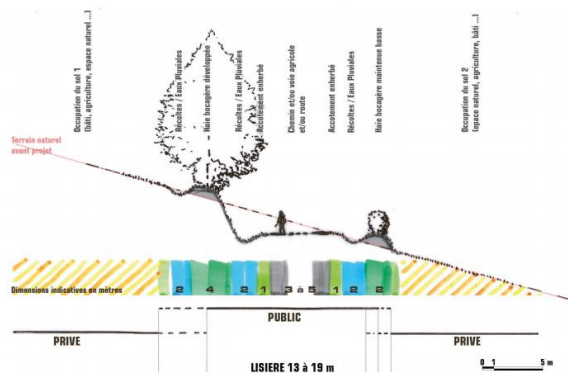 Occupation du sol 1
(bâti, agriculture, espace naturel ...)
Récoltes / Eaux Pluviales
Haie bocagère développée
Récoltes / Eaux Pluviales
Accotement enherbé
Chemin et/ou voie agricole
et/ou route
Accotement enherbé
Récoltes / Eaux Pluviales
Haie bocagère maintenue basse
Occupation du sol 2
(epace naturel, agriculture, bâti ...)
Terrain naturel
avant projet
Dimensions indicatives en mètres
2 4 2 1 3 à 5 1 2 2
PUBLIC
PRIVE
PRIVE
LISIERE 13 à 19 m
0 1 5 m